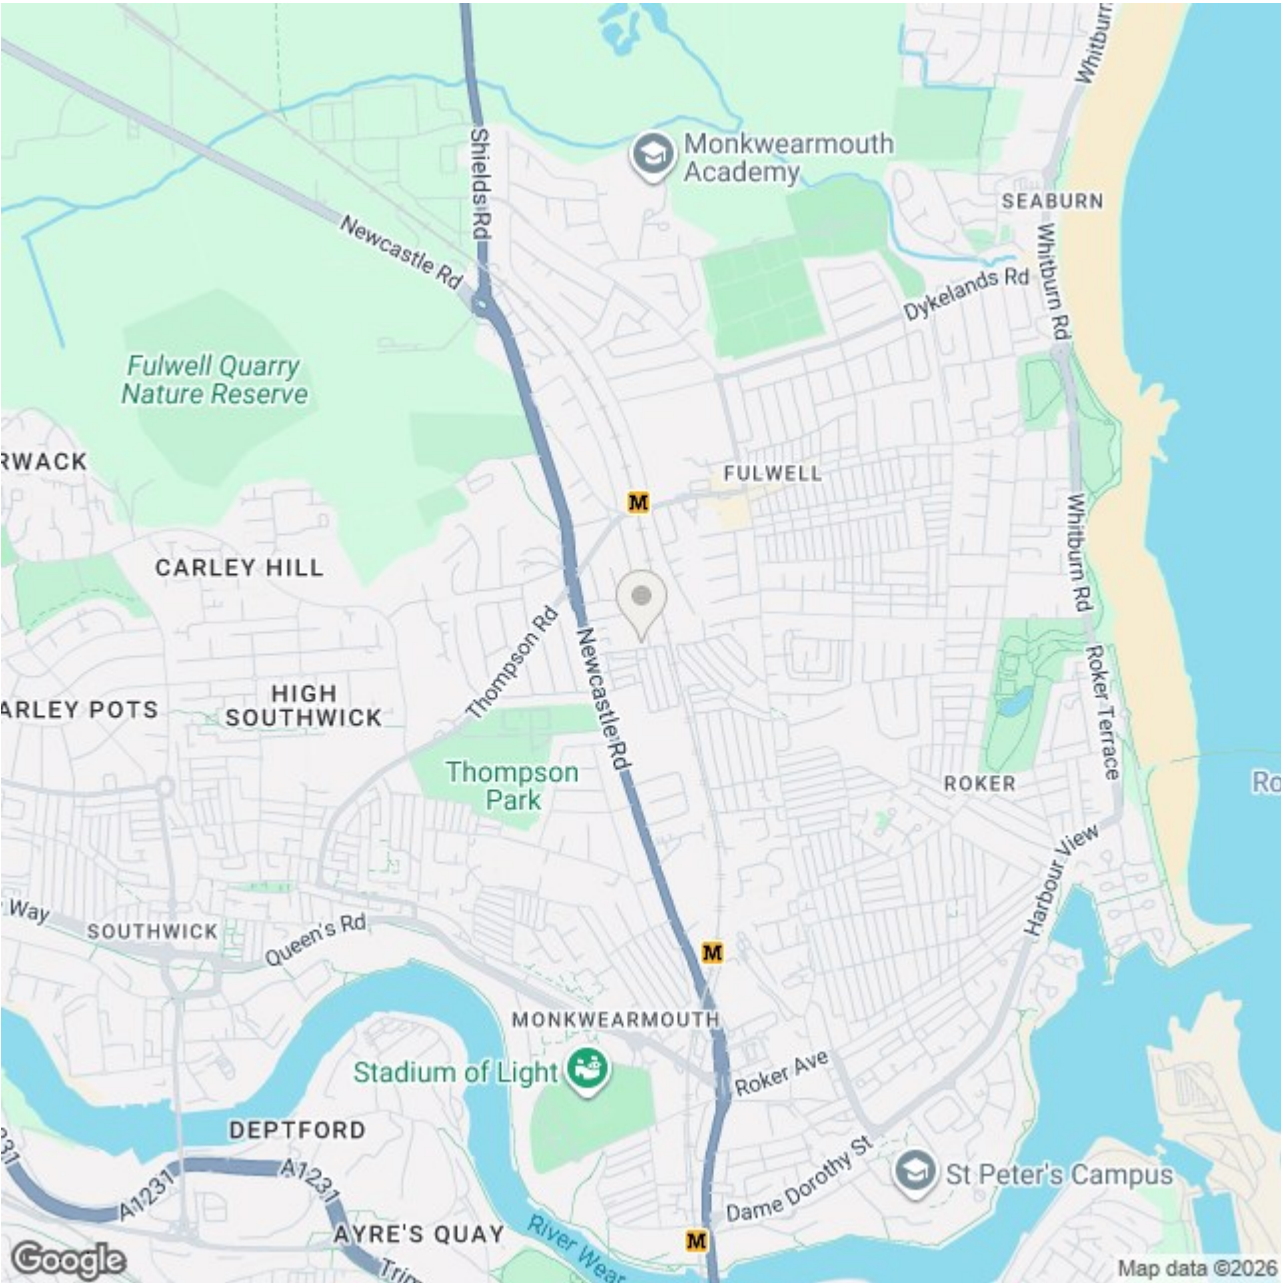 Whitburn
Shields Rd
Monkwearmouth
Academy
SEABURN
Newcastle Rd
Whitburn Rd
Dykelands Rd
Fulwell Quarry
Nature Reserve
RWACK
FULWELL
M
Whitburn Rd
CARLEY HILL
Thompson Rd
Newcastle Rd
Roker Terrace
HIGH
SOUTHWICK
ARLEY POTS
Thompson
Park
ROKER
Ro
Harbour View
Way
SOUTHWICK
Queen's Rd
M
MONKWEARMOUTH
Stadium of Light
Roker Ave
DEPTFORD
231
A1231
A1231
Dame Dorothy St
St Peter's Campus
AYRE'S QUAY
River Wear
M
Trim
Google
Map data ©2026